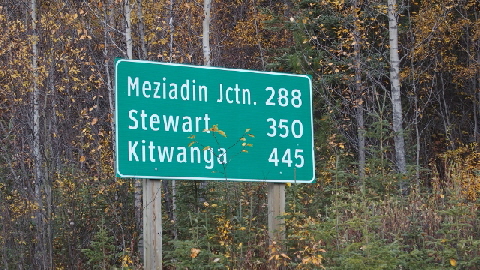 Meziadin Jctn. 288
Stewart 350
Kitwanga 445